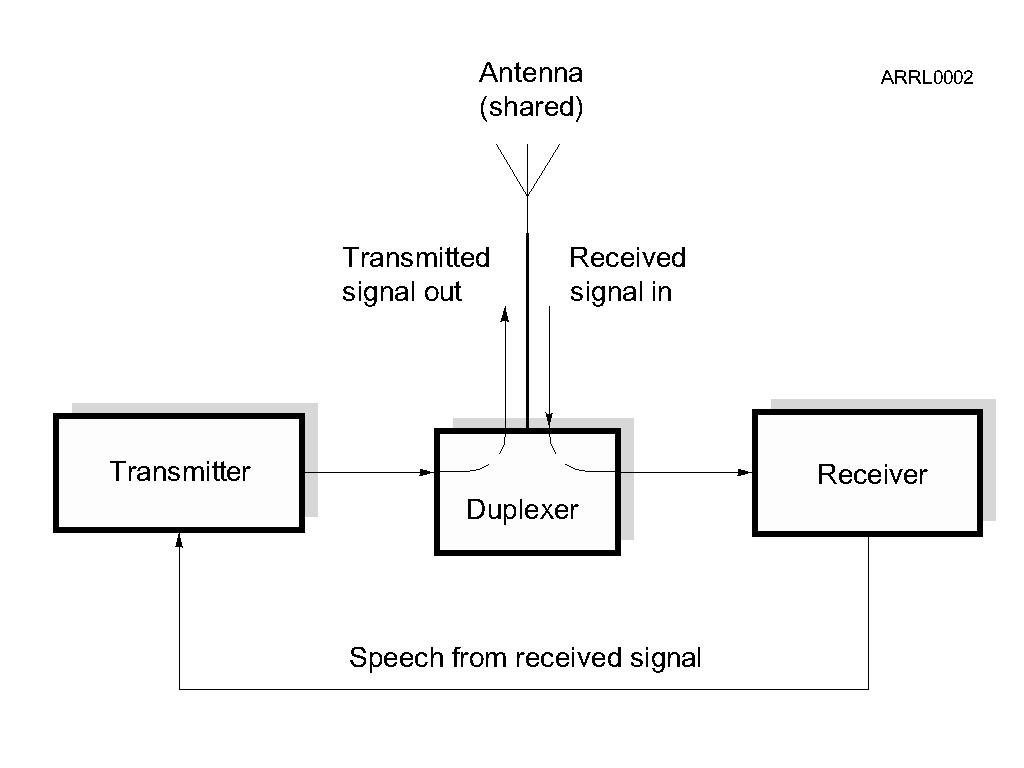 Antenna
(shared)
ARRL0002
Transmitted
signal out
Received
signal in
Transmitter
Duplexer
Receiver
Speech from received signal